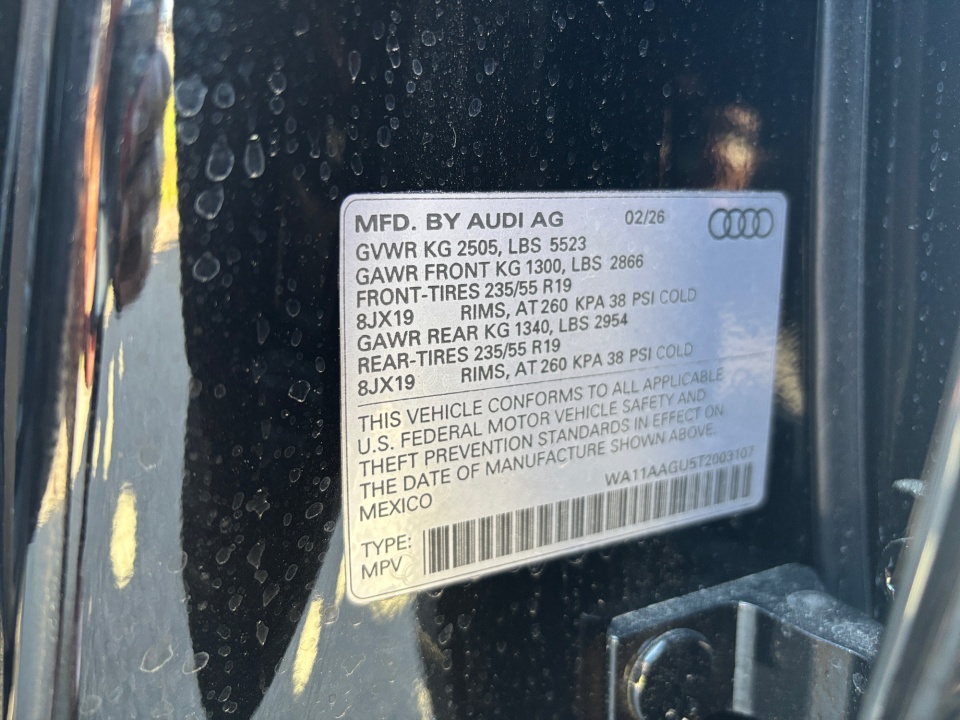 MFD. BY AUDI AG 02/26
GVWR KG 2505, LBS 5523
GAWR FRONT KG 1300, LBS 2866
FRONT-TIRES 235/55 R19
8JX19 RIMS, AT 260 KPA 38 PSI COLD
GAWR REAR KG 1340, LBS 2954
REAR-TIRES 235/55 R19
8JX19 RIMS, AT 260 KPA 38 PSI COLD
THIS VEHICLE CONFORMS TO ALL APPLICABLE
U.S. FEDERAL MOTOR VEHICLE SAFETY AND
THEFT PREVENTION STANDARDS IN EFFECT ON
THE DATE OF MANUFACTURE SHOWN ABOVE.
MEXICO WA11AAGU5T2003107
TYPE:
MPV